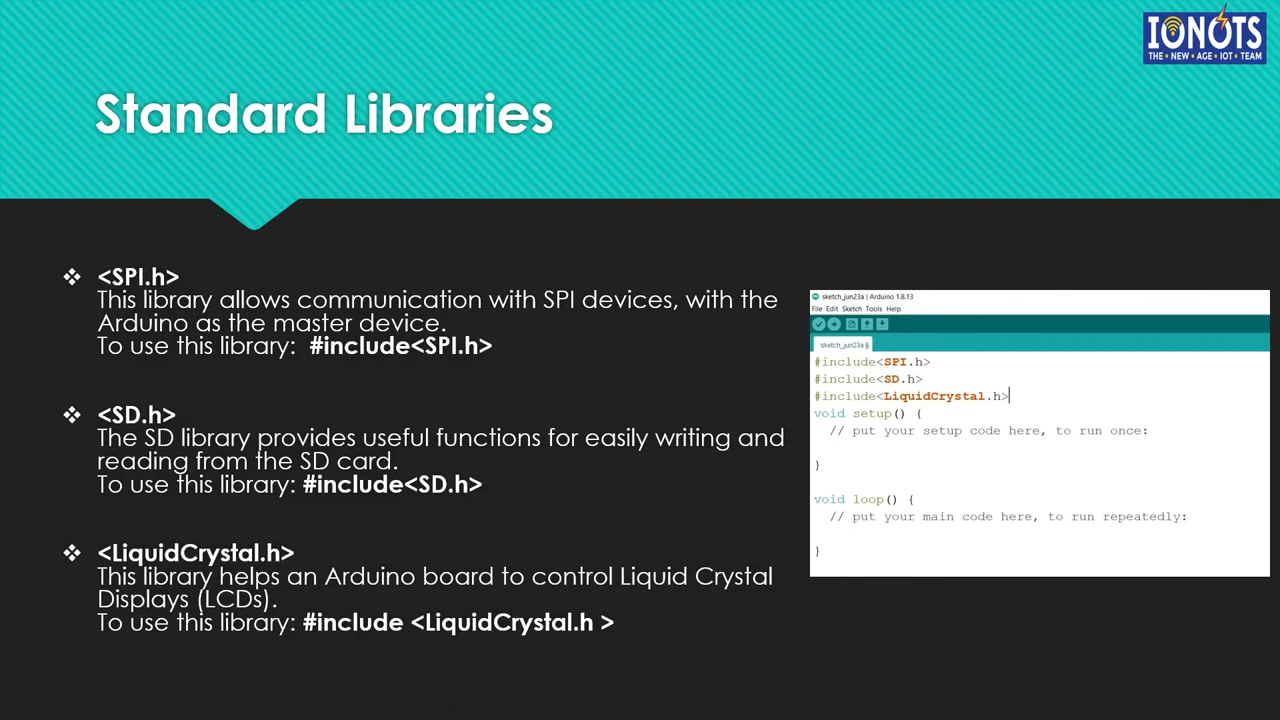 IONOTS
THE • NEW • AGE • IOT • TEAM
Standard Libraries
❖ <SPI.h>
This library allows communication with SPI devices, with the
Arduino as the master device.
To use this library: #include<SPI.h>
❖ <SD.h>
The SD library provides useful functions for easily writing and
reading from the SD card.
To use this library: #include<SD.h>
❖ <LiquidCrystal.h>
This library helps an Arduino board to control Liquid Crystal
Displays (LCDs).
To use this library: #include <LiquidCrystal.h >
sketch_jun23a | Arduino 1.8.13
File Edit Sketch Tools Help
sketch_jun23a §
#include<SPI.h>
#include<SD.h>
#include<LiquidCrystal.h>
void setup() {
// put your setup code here, to run once:
}
void loop() {
// put your main code here, to run repeatedly:
}